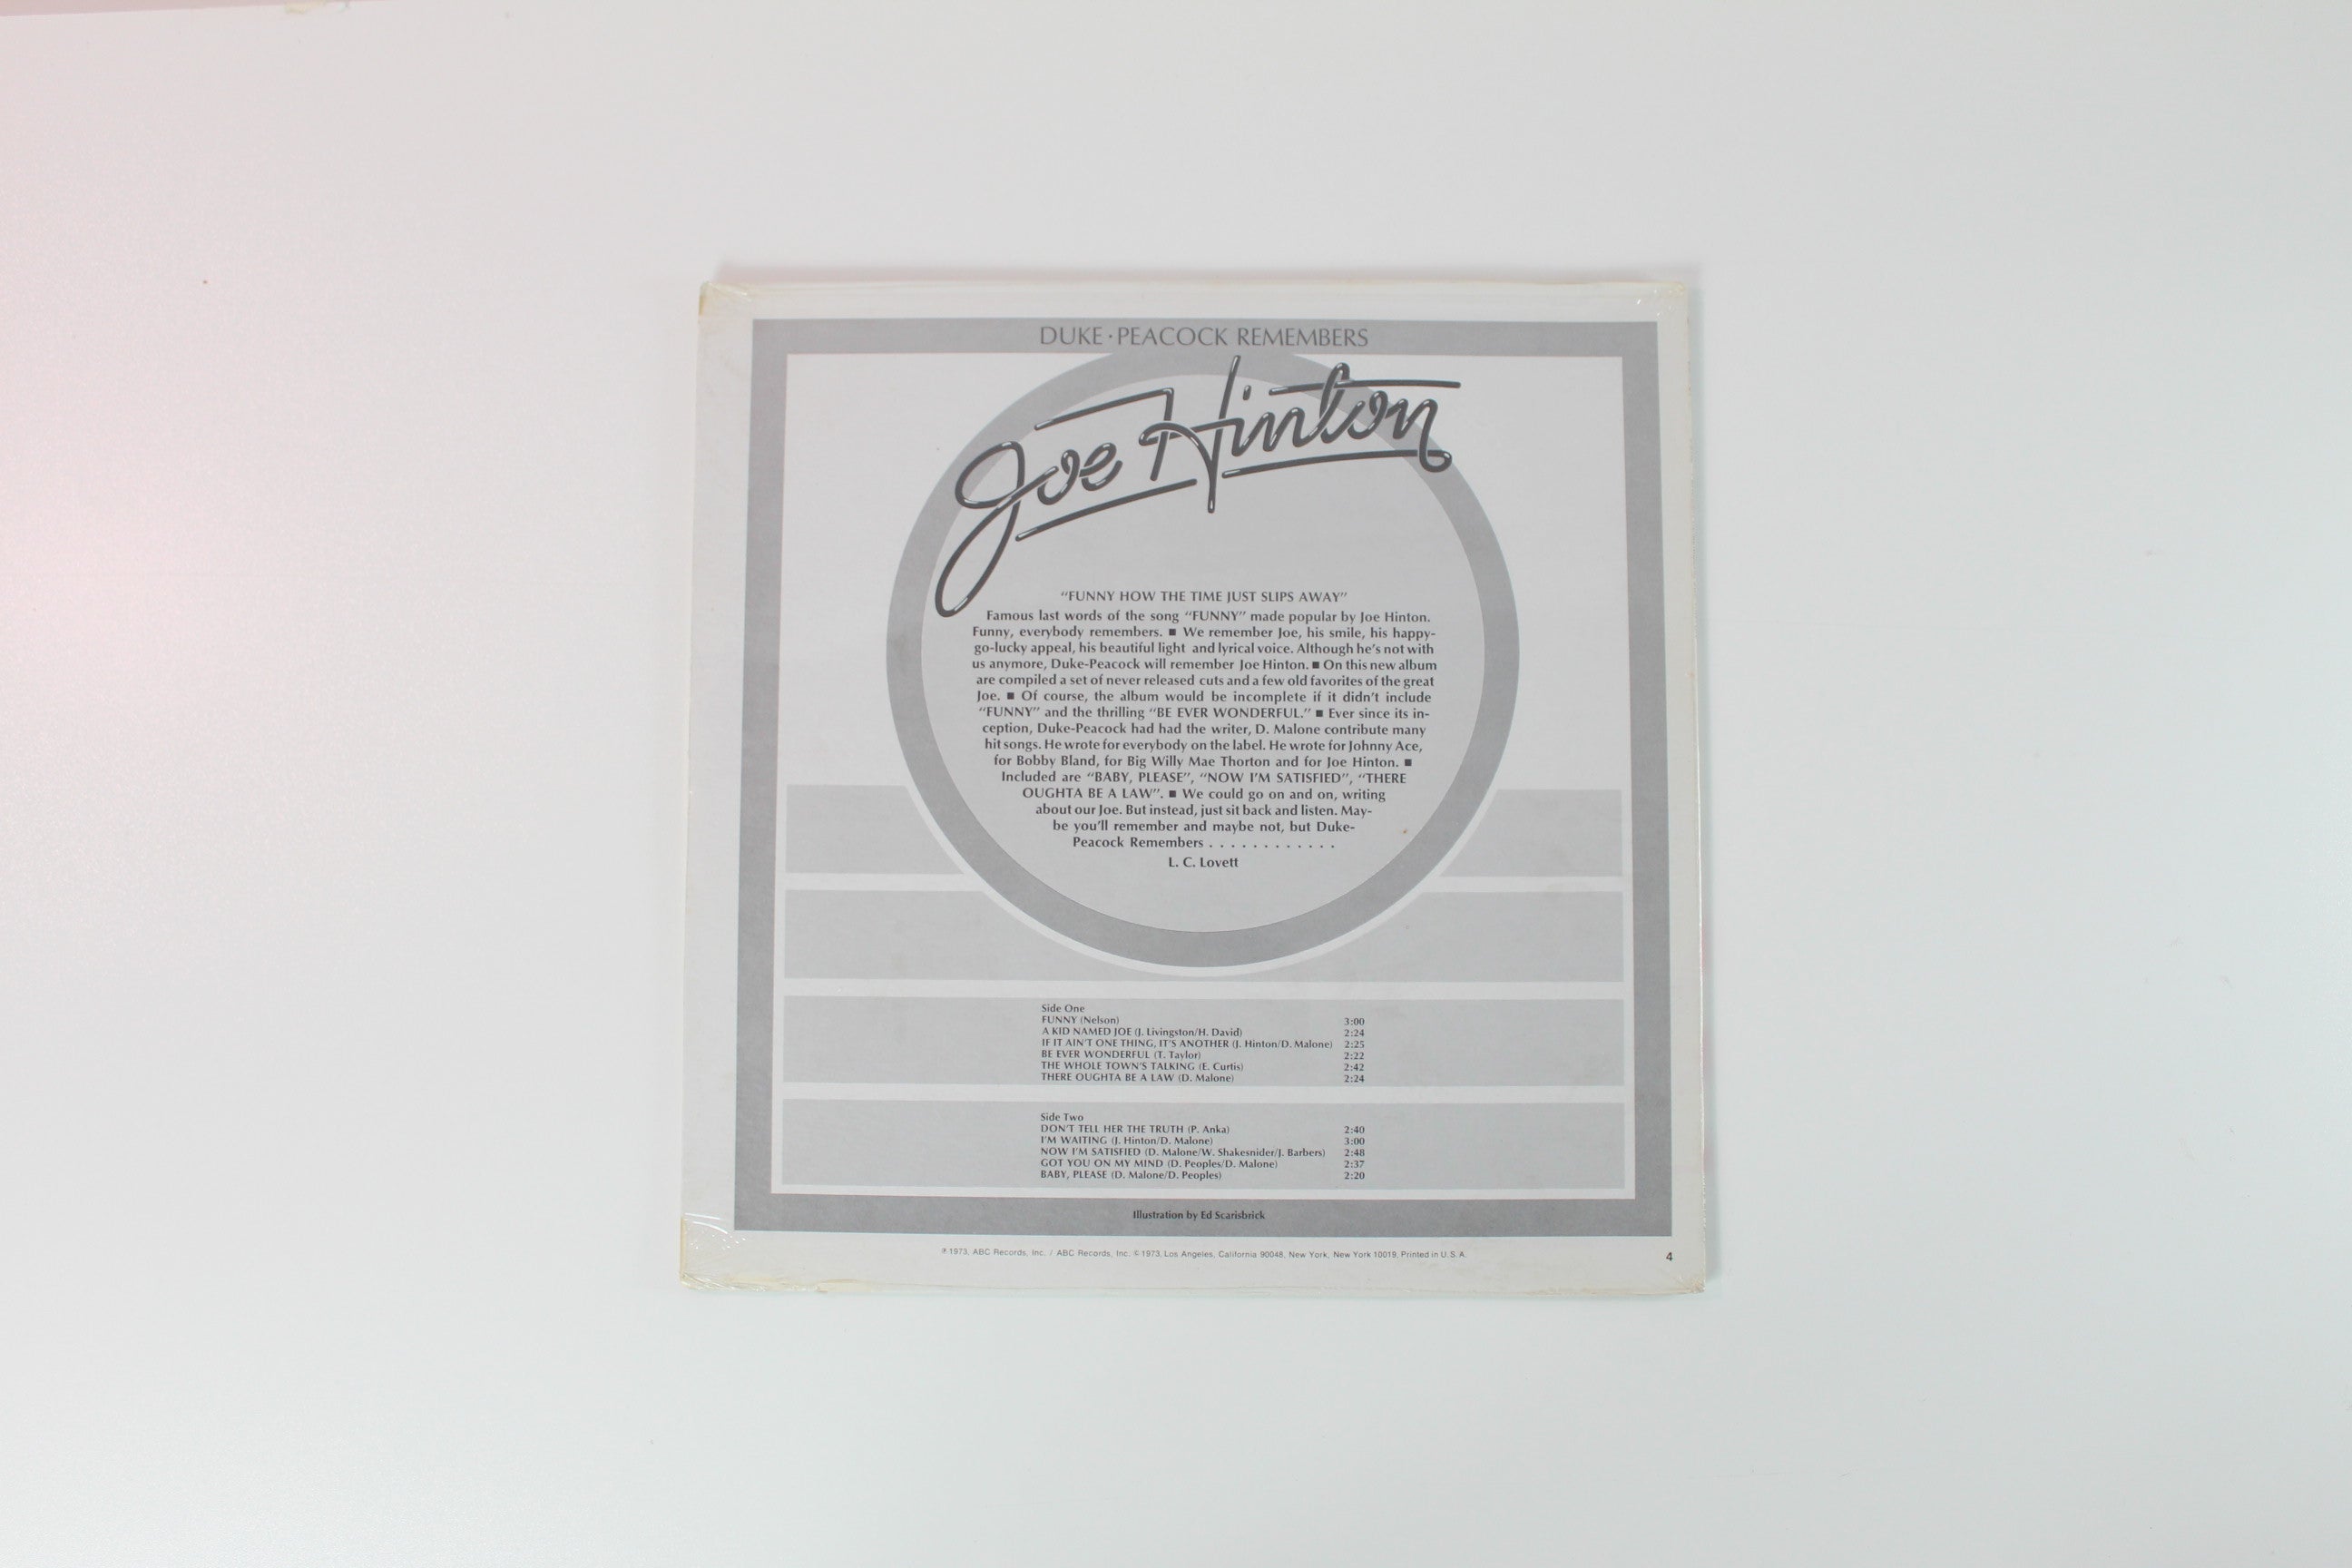 DUKE · PEACOCK REMEMBERS
Joe Hinton
"FUNNY HOW THE TIME JUST SLIPS AWAY"
Famous last words of the song "FUNNY" made popular by Joe Hinton.
Funny, everybody remembers. ■ We remember Joe, his smile, his happy-
go-lucky appeal, his beautiful light and lyrical voice. Although he's not with
us anymore, Duke-Peacock will remember Joe Hinton. ■ On this new album
are compiled a set of never released cuts and a few old favorites of the great
Joe. ■ Of course, the album would be incomplete if it didn't include
"FUNNY" and the thrilling "BE EVER WONDERFUL." ■ Ever since its in-
ception, Duke-Peacock had had the writer, D. Malone contribute many
hit songs. He wrote for everybody on the label. He wrote for Johnny Ace,
for Bobby Bland, for Big Willy Mae Thorton and for Joe Hinton. ■
Included are "BABY, PLEASE", "NOW I'M SATISFIED", "THERE
OUGHTA BE A LAW". ■ We could go on and on, writing
about our Joe. But instead, just sit back and listen. May-
be you'll remember and maybe not, but Duke-
Peacock Remembers . . . . . . . . . . . .
L. C. Lovett
Side One
FUNNY (Nelson) 3:00
A KID NAMED JOE (J. Livingston/H. David) 2:24
IF IT AIN'T ONE THING, IT'S ANOTHER (J. Hinton/D. Malone) 2:25
BE EVER WONDERFUL (T. Taylor) 2:22
THE WHOLE TOWN'S TALKING (E. Curtis) 2:42
THERE OUGHTA BE A LAW (D. Malone) 2:24
Side Two
DON'T TELL HER THE TRUTH (P. Anka) 2:40
I'M WAITING (J. Hinton/D. Malone) 3:00
NOW I'M SATISFIED (D. Malone/W. Shakesnider/J. Barbers) 2:48
GOT YOU ON MY MIND (D. Peoples/D. Malone) 2:37
BABY, PLEASE (D. Malone/D. Peoples) 2:20
Illustration by Ed Scarisbrick
℗ 1973, ABC Records, Inc. / ABC Records, Inc. © 1973, Los Angeles, California 90048, New York, New York 10019, Printed in U.S.A.
4